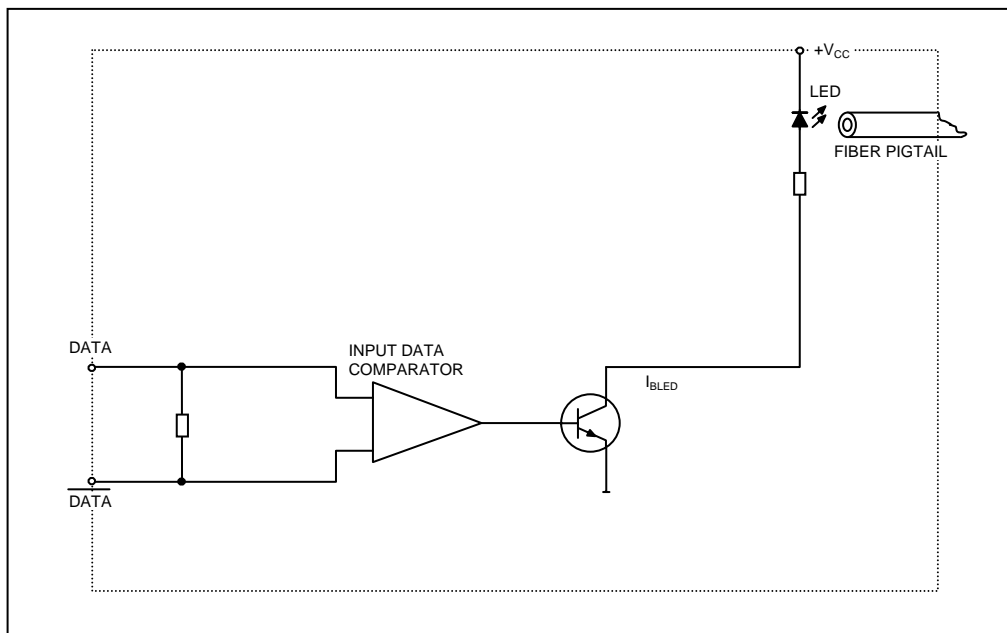 +VCC
LED
FIBER PIGTAIL
DATA
INPUT DATA
COMPARATOR
IBLED
DATA